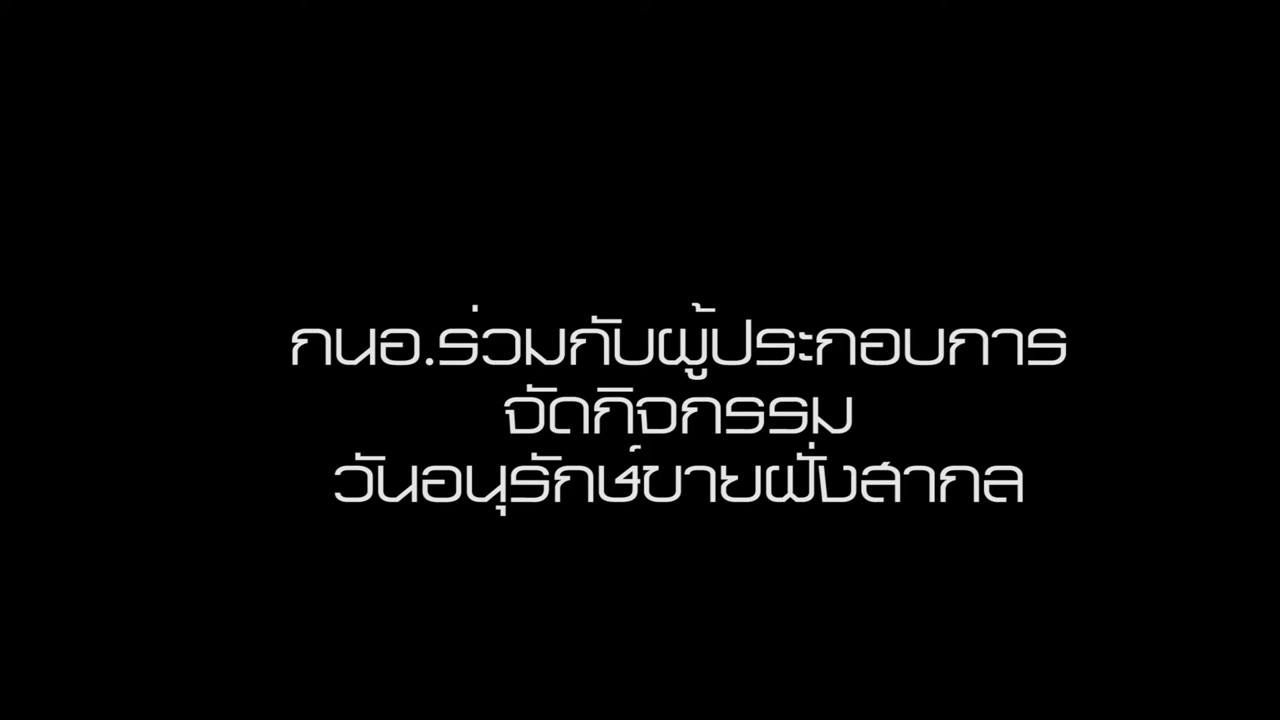 กนอ.ร่วมกับผู้ประกอบการ
จัดกิจกรรม
วันอนุรักษ์ชายฝั่งสากล